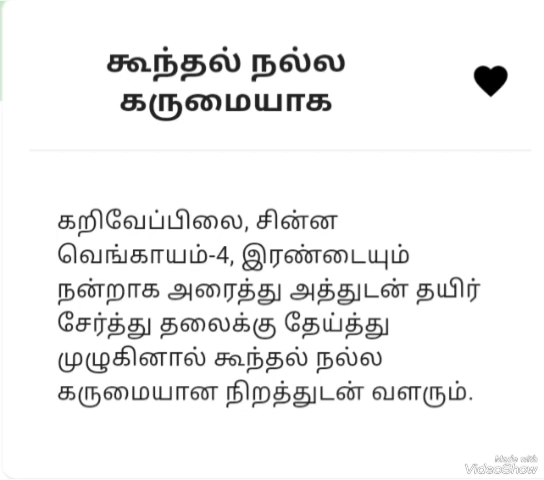 கூந்தல் நல்ல
கருமையாக
கறிவேப்பிலை, சின்ன
வெங்காயம்-4, இரண்டையும்
நன்றாக அரைத்து அத்துடன் தயிர்
சேர்த்து தலைக்கு தேய்த்து
முழுகினால் கூந்தல் நல்ல
கருமையான நிறத்துடன் வளரும்.
Made with
VideoShow